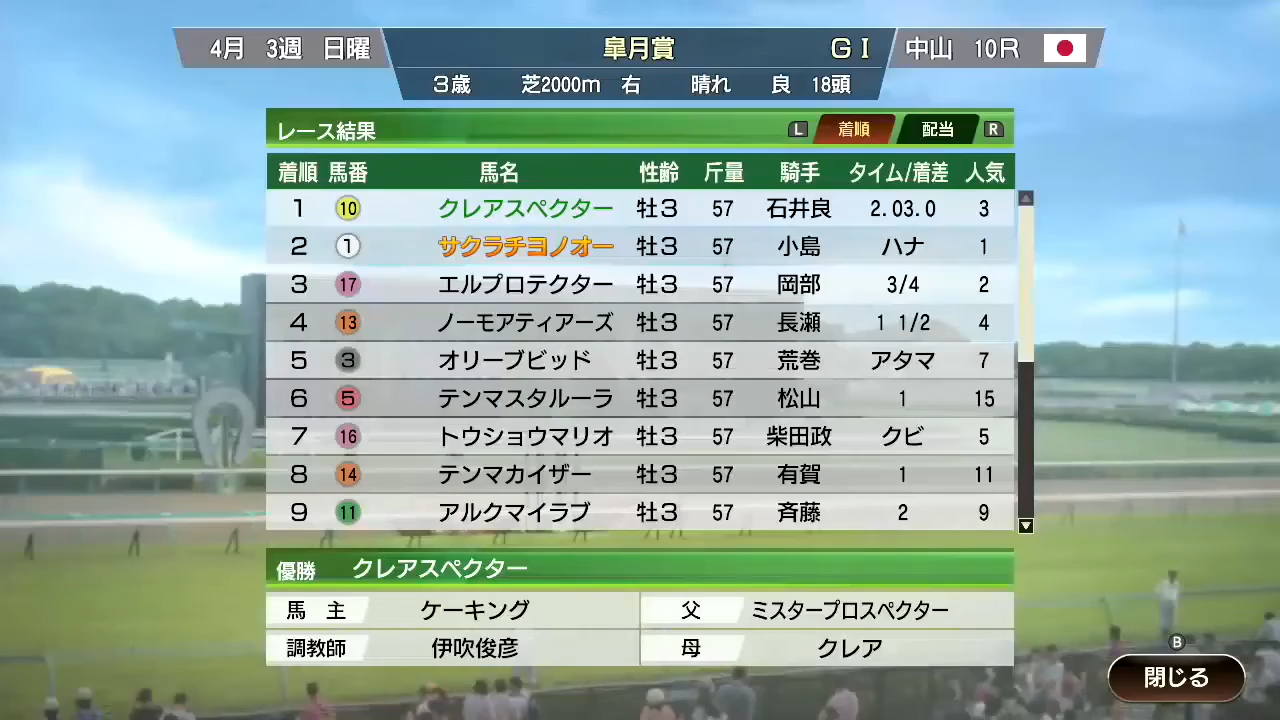 4月 3週 日曜 皐月賞 GⅠ 中山 10R
3歳 芝2000m 右 晴れ 良 18頭
レース結果 L 着順 配当 R
着順 馬番 馬名 性齢 斤量 騎手 タイム/着差 人気
1 10 クレアスペクター 牡3 57 石井良 2.03.0 3
2 1 サクラチヨノオー 牡3 57 小島 ハナ 1
3 17 エルプロテクター 牡3 57 岡部 3/4 2
4 13 ノーモアティアーズ 牡3 57 長瀬 1 1/2 4
5 3 オリーブビッド 牡3 57 荒巻 アタマ 7
6 5 テンマスタルーラ 牡3 57 松山 1 15
7 16 トウショウマリオ 牡3 57 柴田政 クビ 5
8 14 テンマカイザー 牡3 57 有賀 1 11
9 11 アルクマイラブ 牡3 57 斉藤 2 9
優勝 クレアスペクター
馬主 ケーキング 父 ミスタープロスペクター
調教師 伊吹俊彦 母 クレア
B
閉じる